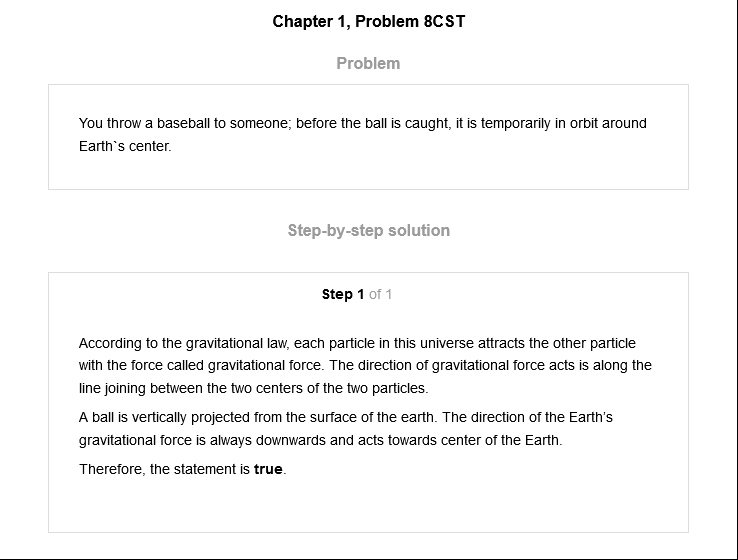 Chapter 1, Problem 8CST
Problem
You throw a baseball to someone; before the ball is caught, it is temporarily in orbit around
Earth`s center.
Step-by-step solution
Step 1 of 1
According to the gravitational law, each particle in this universe attracts the other particle
with the force called gravitational force. The direction of gravitational force acts is along the
line joining between the two centers of the two particles.
A ball is vertically projected from the surface of the earth. The direction of the Earth’s
gravitational force is always downwards and acts towards center of the Earth.
Therefore, the statement is true.